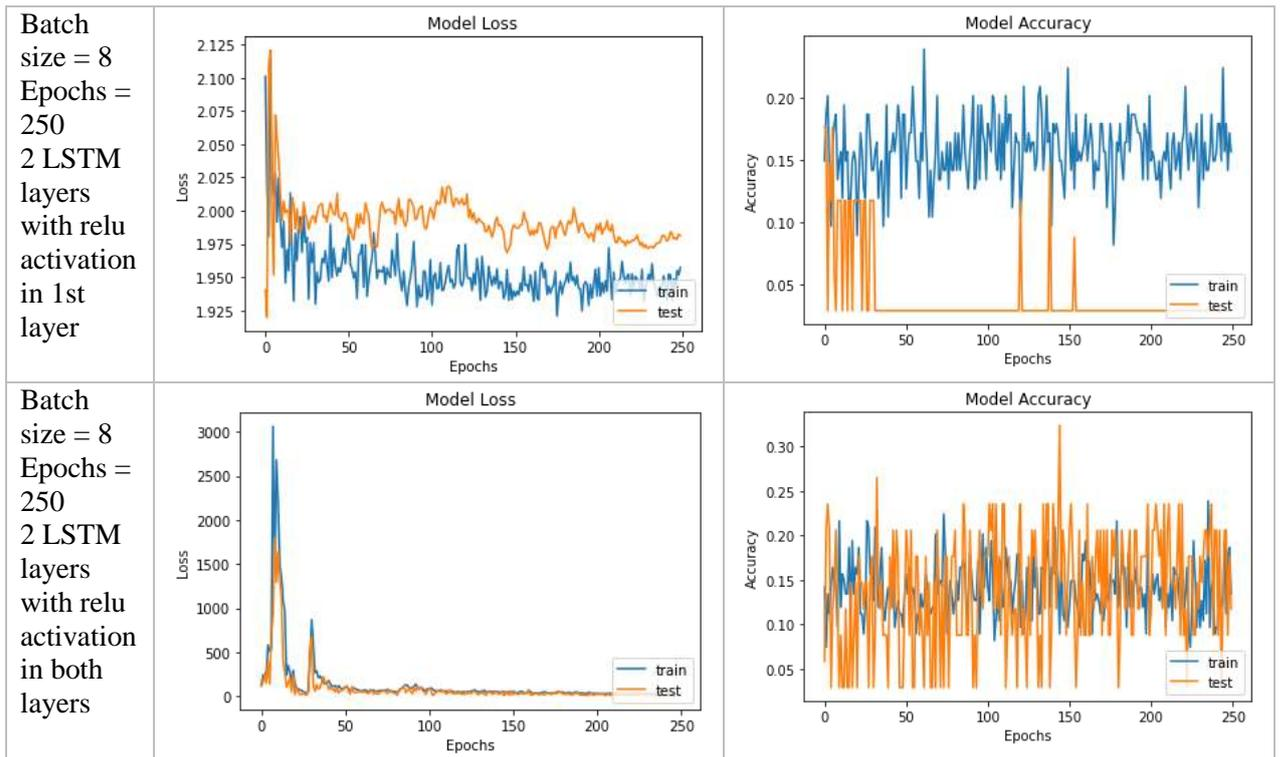 Batch
size = 8
Epochs =
250
2 LSTM
layers
with relu
activation
in 1st
layer
Model Loss
2.125
2.100
2.075
2.050
2.025
2.000
1.975
1.950
1.925
Loss
0 50 100 150 200 250
Epochs
train
test
Model Accuracy
0.20
0.15
0.10
0.05
Accuracy
0 50 100 150 200 250
Epochs
train
test
Batch
size = 8
Epochs =
250
2 LSTM
layers
with relu
activation
in both
layers
Model Loss
3000
2500
2000
1500
1000
500
0
Loss
0 50 100 150 200 250
Epochs
train
test
Model Accuracy
0.30
0.25
0.20
0.15
0.10
0.05
Accuracy
0 50 100 150 200 250
Epochs
train
test